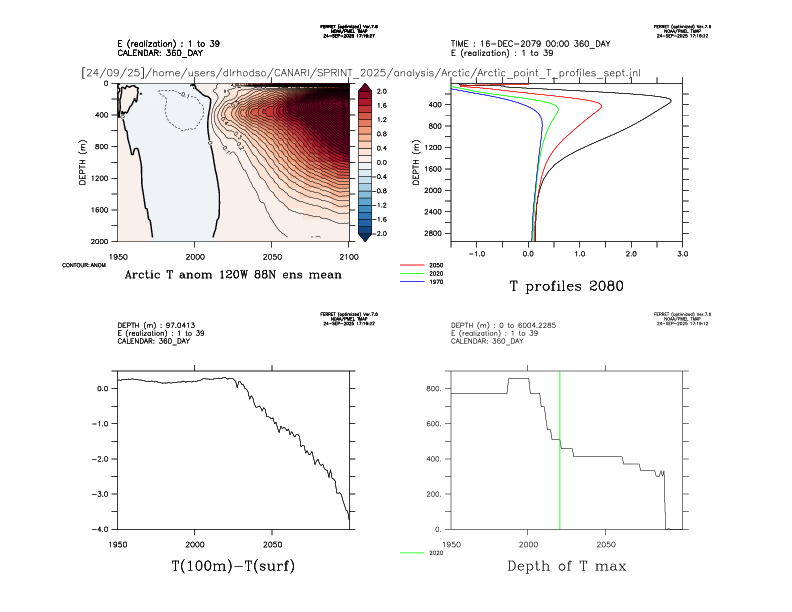 FERRET (optimized) Ver.7.6
NOAA/PMEL TMAP
24-SEP-2025 17:19:27
E (realization) : 1 to 39
CALENDAR: 360_DAY
FERRET (optimized) Ver.7.6
NOAA/PMEL TMAP
24-SEP-2025 17:19:22
TIME : 16-DEC-2079 00:00 360_DAY
E (realization) : 1 to 39
[24/09/25]/home/users/dlrhodso/CANARI/SPRINT_2025/analysis/Arctic/Arctic_point_T_profiles_sept.jnl
0
400
800
1200
1600
2000
DEPTH (m)
1950 2000 2050 2100
2.0
1.6
1.2
0.8
0.4
0.0
-0.4
-0.8
-1.2
-1.6
-2.0
CONTOUR: ANOM
Arctic T anom 120W 88N ens mean
400
800
1200
1600
2000
2400
2800
DEPTH (m)
-1.0 0.0 1.0 2.0 3.0
2050
2020
1970
T profiles 2080
FERRET (optimized) Ver.7.6
NOAA/PMEL TMAP
24-SEP-2025 17:19:22
DEPTH (m) : 97.0413
E (realization) : 1 to 39
CALENDAR: 360_DAY
0.0
-1.0
-2.0
-3.0
-4.0
1950 2000 2050
T(100m)-T(surf)
FERRET (optimized) Ver.7.6
NOAA/PMEL TMAP
24-SEP-2025 17:19:12
DEPTH (m) : 0 to 6004.2285
E (realization) : 1 to 39
CALENDAR: 360_DAY
800.
600.
400.
200.
0.
1950 2000 2050
2020
Depth of T max